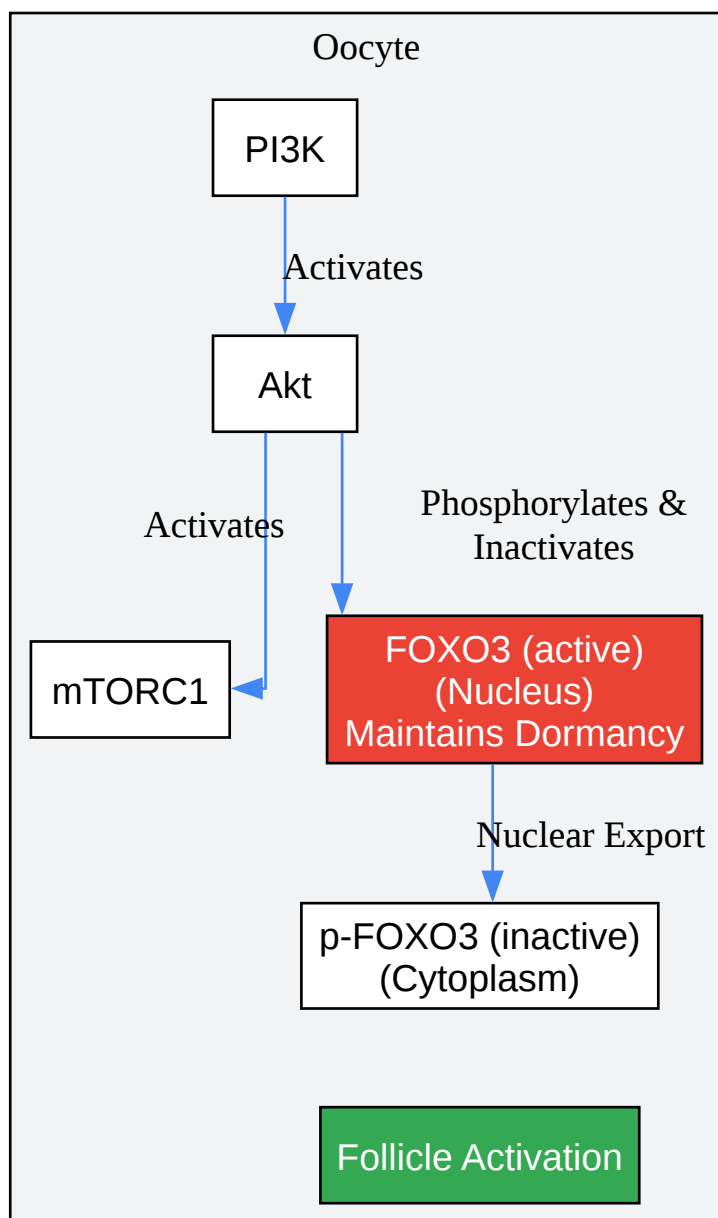 Oocyte
PI3K
Activates
Akt
Activates
Phosphorylates &
Inactivates
mTORC1
FOXO3 (active)
(Nucleus)
Maintains Dormancy
Nuclear Export
p-FOXO3 (inactive)
(Cytoplasm)
Follicle Activation